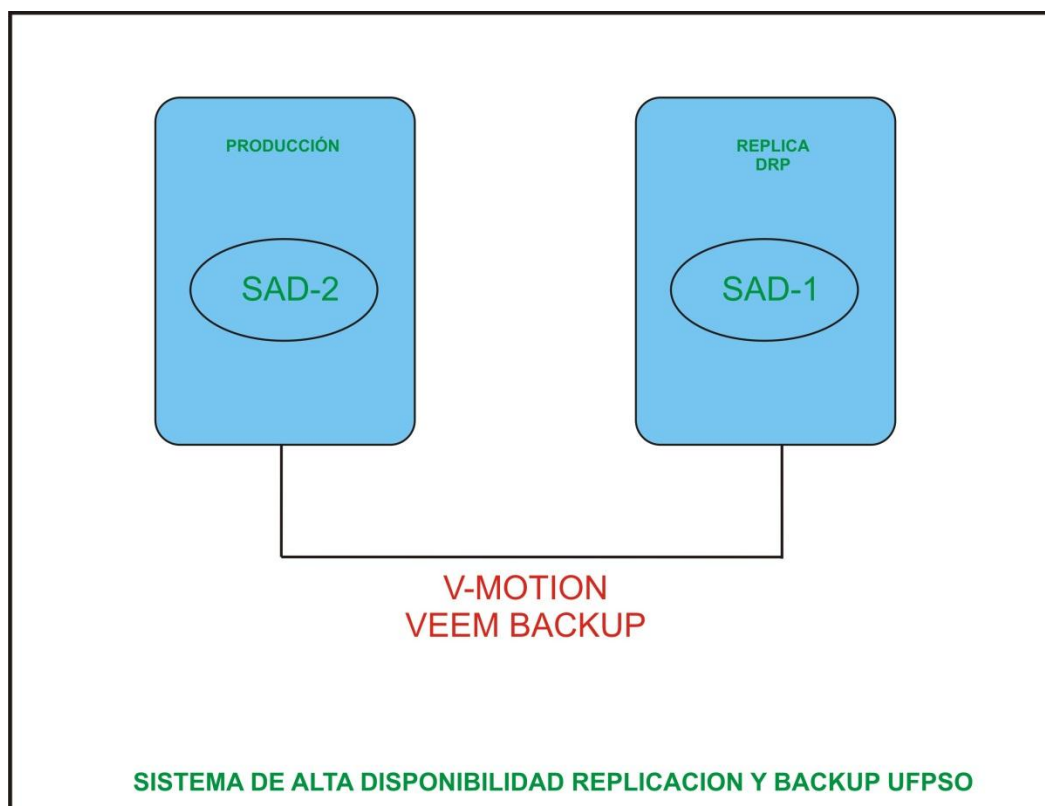 PRODUCCIÓN
SAD-2
REPLICA
DRP
SAD-1
V-MOTION
VEEM BACKUP
SISTEMA DE ALTA DISPONIBILIDAD REPLICACION Y BACKUP UFPSO